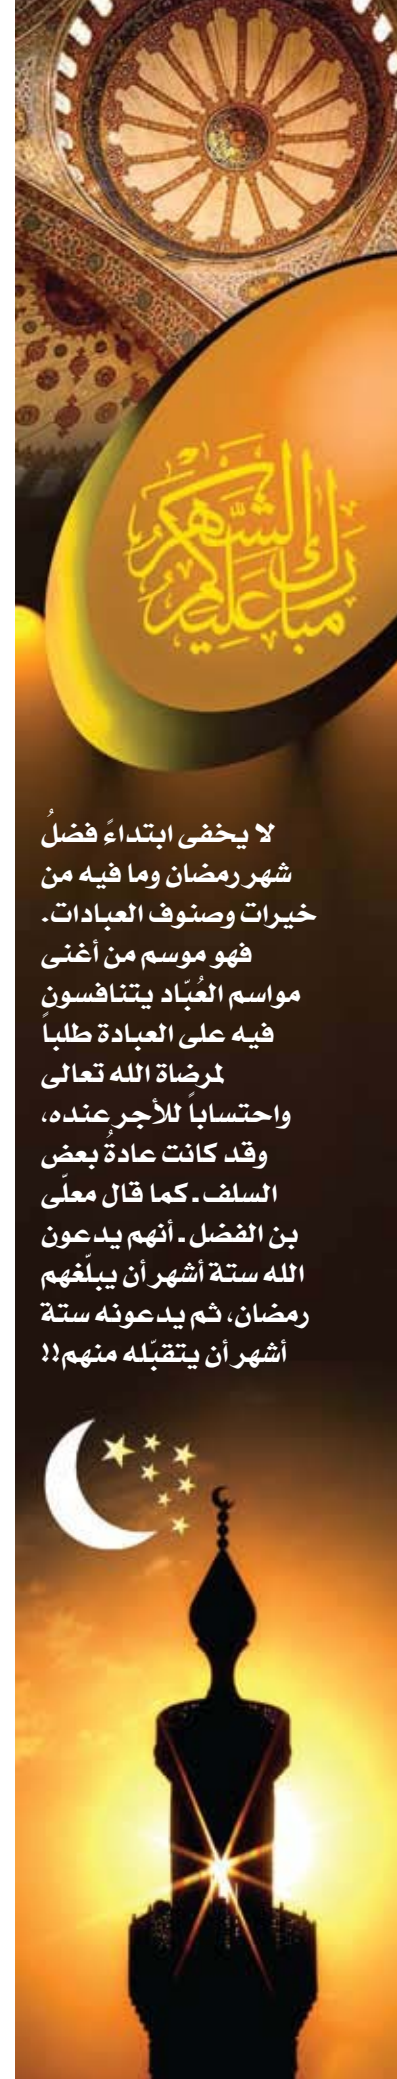 مبارك عليكم الشهر
لا يخفى ابتداءً فضلُ
شهر رمضان وما فيه من
خيرات وصنوف العبادات.
فهو موسم من أغنى
مواسم العُبّاد يتنافسون
فيه على العبادة طلباً
لمرضاة الله تعالى
واحتساباً للأجر عنده،
وقد كانت عادةُ بعض
السلف ـ كما قال معلّى
بن الفضل ـ أنهم يدعون
الله ستة أشهر أن يبلّغهم
رمضان، ثم يدعونه ستة
أشهر أن يتقبّله منهم!!